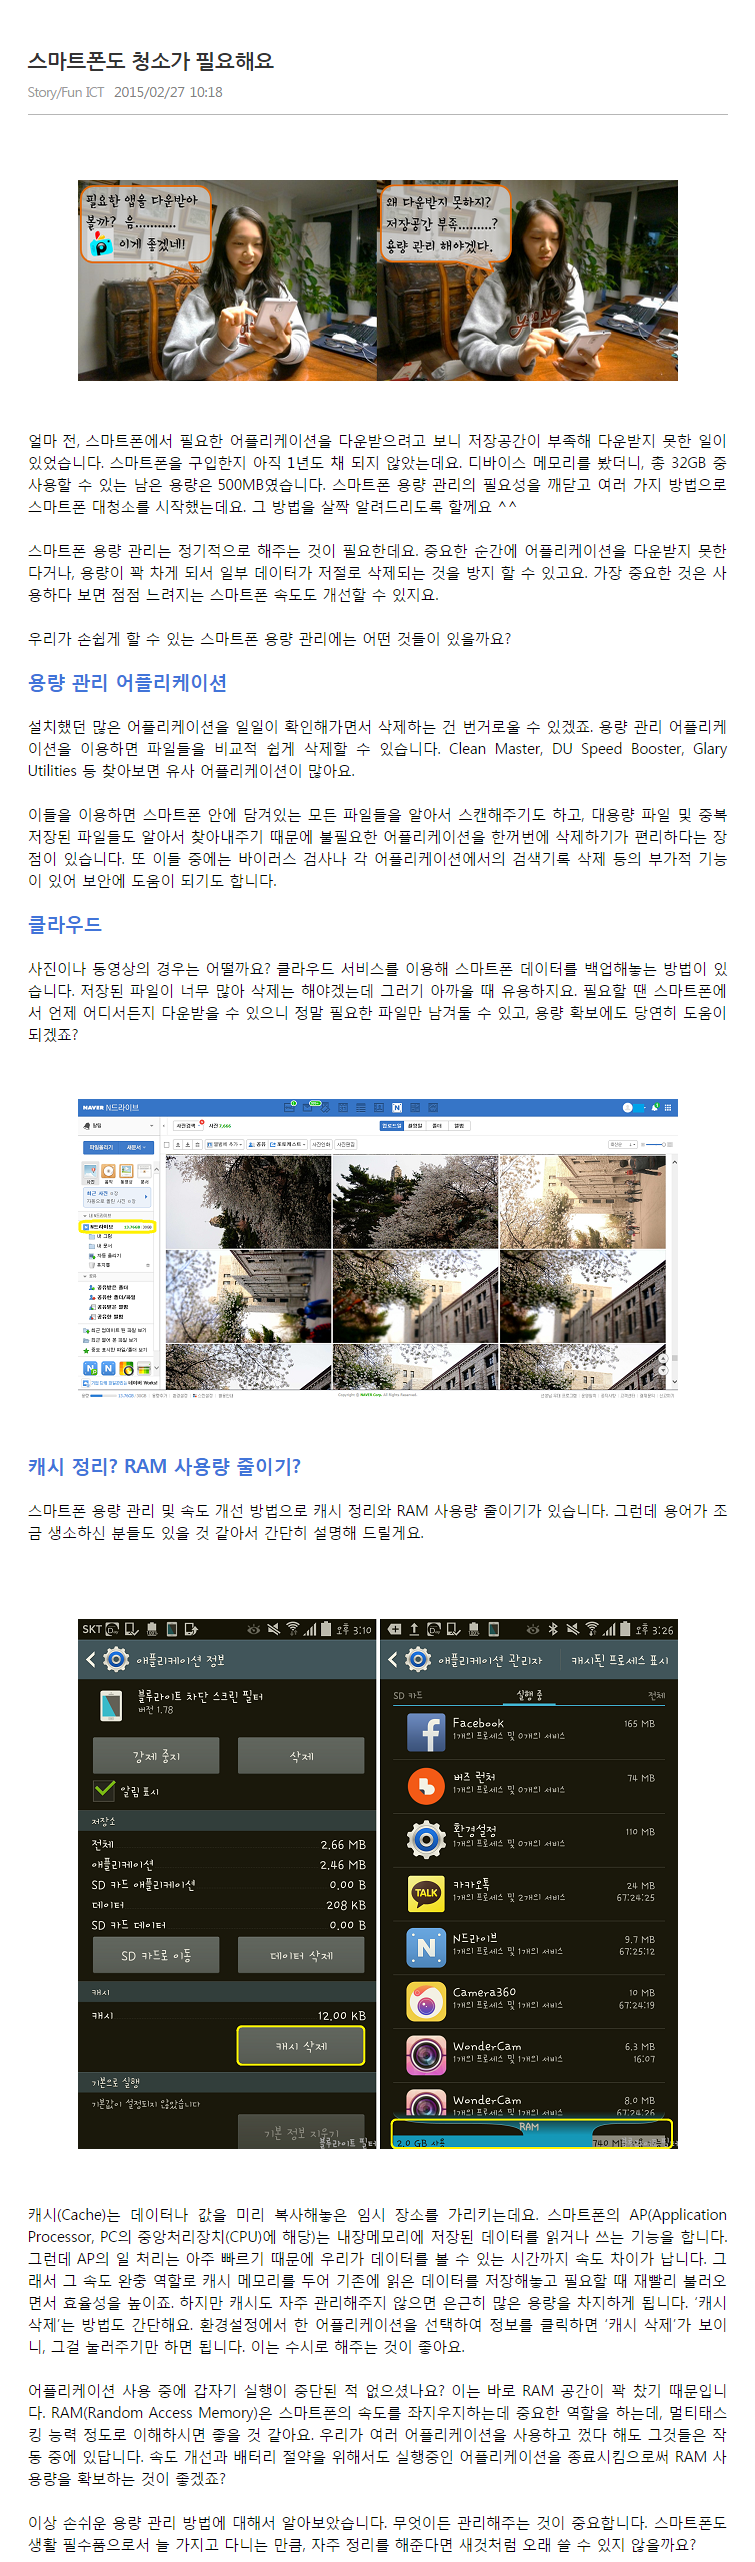 스마트폰도 청소가 필요해요
Story/Fun ICT 2015/02/27 10:18
필요한 앱을 다운받아
볼까? 음...........
이게 좋겠네!
왜 다운받지 못하지?
저장공간 부족.........?
용량 관리 해야겠다.
얼마 전, 스마트폰에서 필요한 어플리케이션을 다운받으려고 보니 저장공간이 부족해 다운받지 못한 일이
있었습니다. 스마트폰을 구입한지 아직 1년도 채 되지 않았는데요. 디바이스 메모리를 봤더니, 총 32GB 중
사용할 수 있는 남은 용량은 500MB였습니다. 스마트폰 용량 관리의 필요성을 깨닫고 여러 가지 방법으로
스마트폰 대청소를 시작했는데요. 그 방법을 살짝 알려드리도록 할께요 ^^
스마트폰 용량 관리는 정기적으로 해주는 것이 필요한데요. 중요한 순간에 어플리케이션을 다운받지 못한
다거나, 용량이 꽉 차게 되서 일부 데이터가 저절로 삭제되는 것을 방지 할 수 있고요. 가장 중요한 것은 사
용하다 보면 점점 느려지는 스마트폰 속도도 개선할 수 있지요.
우리가 손쉽게 할 수 있는 스마트폰 용량 관리에는 어떤 것들이 있을까요?
용량 관리 어플리케이션
설치했던 많은 어플리케이션을 일일이 확인해가면서 삭제하는 건 번거로울 수 있겠죠. 용량 관리 어플리케
이션을 이용하면 파일들을 비교적 쉽게 삭제할 수 있습니다. Clean Master, DU Speed Booster, Glary
Utilities 등 찾아보면 유사 어플리케이션이 많아요.
이들을 이용하면 스마트폰 안에 담겨있는 모든 파일들을 알아서 스캔해주기도 하고, 대용량 파일 및 중복
저장된 파일들도 알아서 찾아내주기 때문에 불필요한 어플리케이션을 한꺼번에 삭제하기가 편리하다는 장
점이 있습니다. 또 이들 중에는 바이러스 검사나 각 어플리케이션에서의 검색기록 삭제 등의 부가적 기능
이 있어 보안에 도움이 되기도 합니다.
클라우드
사진이나 동영상의 경우는 어떨까요? 클라우드 서비스를 이용해 스마트폰 데이터를 백업해놓는 방법이 있
습니다. 저장된 파일이 너무 많아 삭제는 해야겠는데 그러기 아까울 때 유용하지요. 필요할 땐 스마트폰에
서 언제 어디서든지 다운받을 수 있으니 정말 필요한 파일만 남겨둘 수 있고, 용량 확보에도 당연히 도움이
되겠죠?
NAVER N드라이브
파일올리기 새문서
N드라이브
내 그림
내 문서
자동 올리기
휴지통
공유받은 폴더
공유한 폴더/파일
공유받은 앨범
공유한 앨범
캐시 정리? RAM 사용량 줄이기?
스마트폰 용량 관리 및 속도 개선 방법으로 캐시 정리와 RAM 사용량 줄이기가 있습니다. 그런데 용어가 조
금 생소하신 분들도 있을 것 같아서 간단히 설명해 드릴게요.
SKT 오후 3:10
애플리케이션 정보
블루라이트 차단 스크린 필터
버전 1.78
강제 중지 삭제
알림 표시
저장소
전체 2.66 MB
애플리케이션 2.46 MB
SD 카드 애플리케이션 0.00 B
데이터 208 KB
SD 카드 데이터 0.00 B
SD 카드로 이동 데이터 삭제
캐시
캐시 12.00 KB
캐시 삭제
기본으로 실행
기본값이 설정되지 않았습니다
기본 정보 지우기
블루라이트 필터
오후 3:26
애플리케이션 관리자 캐시된 프로세스 표시
SD 카드 실행 중 전체
Facebook 165 MB
1개의 프로세스 및 0개의 서비스
버즈 런처 74 MB
1개의 프로세스 및 0개의 서비스
환경설정 110 MB
1개의 프로세스 및 0개의 서비스
카카오톡 24 MB
1개의 프로세스 및 2개의 서비스 67:24:25
N드라이브 9.7 MB
1개의 프로세스 및 1개의 서비스 67:25:12
Camera360 10 MB
1개의 프로세스 및 1개의 서비스 67:24:19
WonderCam 6.3 MB
1개의 프로세스 및 1개의 서비스 16:07
WonderCam 8.0 MB
1개의 프로세스 및 1개의 서비스 67:24:26
RAM
2.0 GB 사용 740 MB
캐시(Cache)는 데이터나 값을 미리 복사해놓은 임시 장소를 가리키는데요. 스마트폰의 AP(Application
Processor, PC의 중앙처리장치(CPU)에 해당)는 내장메모리에 저장된 데이터를 읽거나 쓰는 기능을 합니다.
그런데 AP의 일 처리는 아주 빠르기 때문에 우리가 데이터를 볼 수 있는 시간까지 속도 차이가 납니다. 그
래서 그 속도 완충 역할로 캐시 메모리를 두어 기존에 읽은 데이터를 저장해놓고 필요할 때 재빨리 불러오
면서 효율성을 높이죠. 하지만 캐시도 자주 관리해주지 않으면 은근히 많은 용량을 차지하게 됩니다. ‘캐시
삭제’는 방법도 간단해요. 환경설정에서 한 어플리케이션을 선택하여 정보를 클릭하면 ‘캐시 삭제’가 보이
니, 그걸 눌러주기만 하면 됩니다. 이는 수시로 해주는 것이 좋아요.
어플리케이션 사용 중에 갑자기 실행이 중단된 적 없으셨나요? 이는 바로 RAM 공간이 꽉 찼기 때문입니
다. RAM(Random Access Memory)은 스마트폰의 속도를 좌지우지하는데 중요한 역할을 하는데, 멀티태스
킹 능력 정도로 이해하시면 좋을 것 같아요. 우리가 여러 어플리케이션을 사용하고 껐다 해도 그것들은 작
동 중에 있답니다. 속도 개선과 배터리 절약을 위해서도 실행중인 어플리케이션을 종료시킴으로써 RAM 사
용량을 확보하는 것이 좋겠죠?
이상 손쉬운 용량 관리 방법에 대해서 알아보았습니다. 무엇이든 관리해주는 것이 중요합니다. 스마트폰도
생활 필수품으로서 늘 가지고 다니는 만큼, 자주 정리를 해준다면 새것처럼 오래 쓸 수 있지 않을까요?